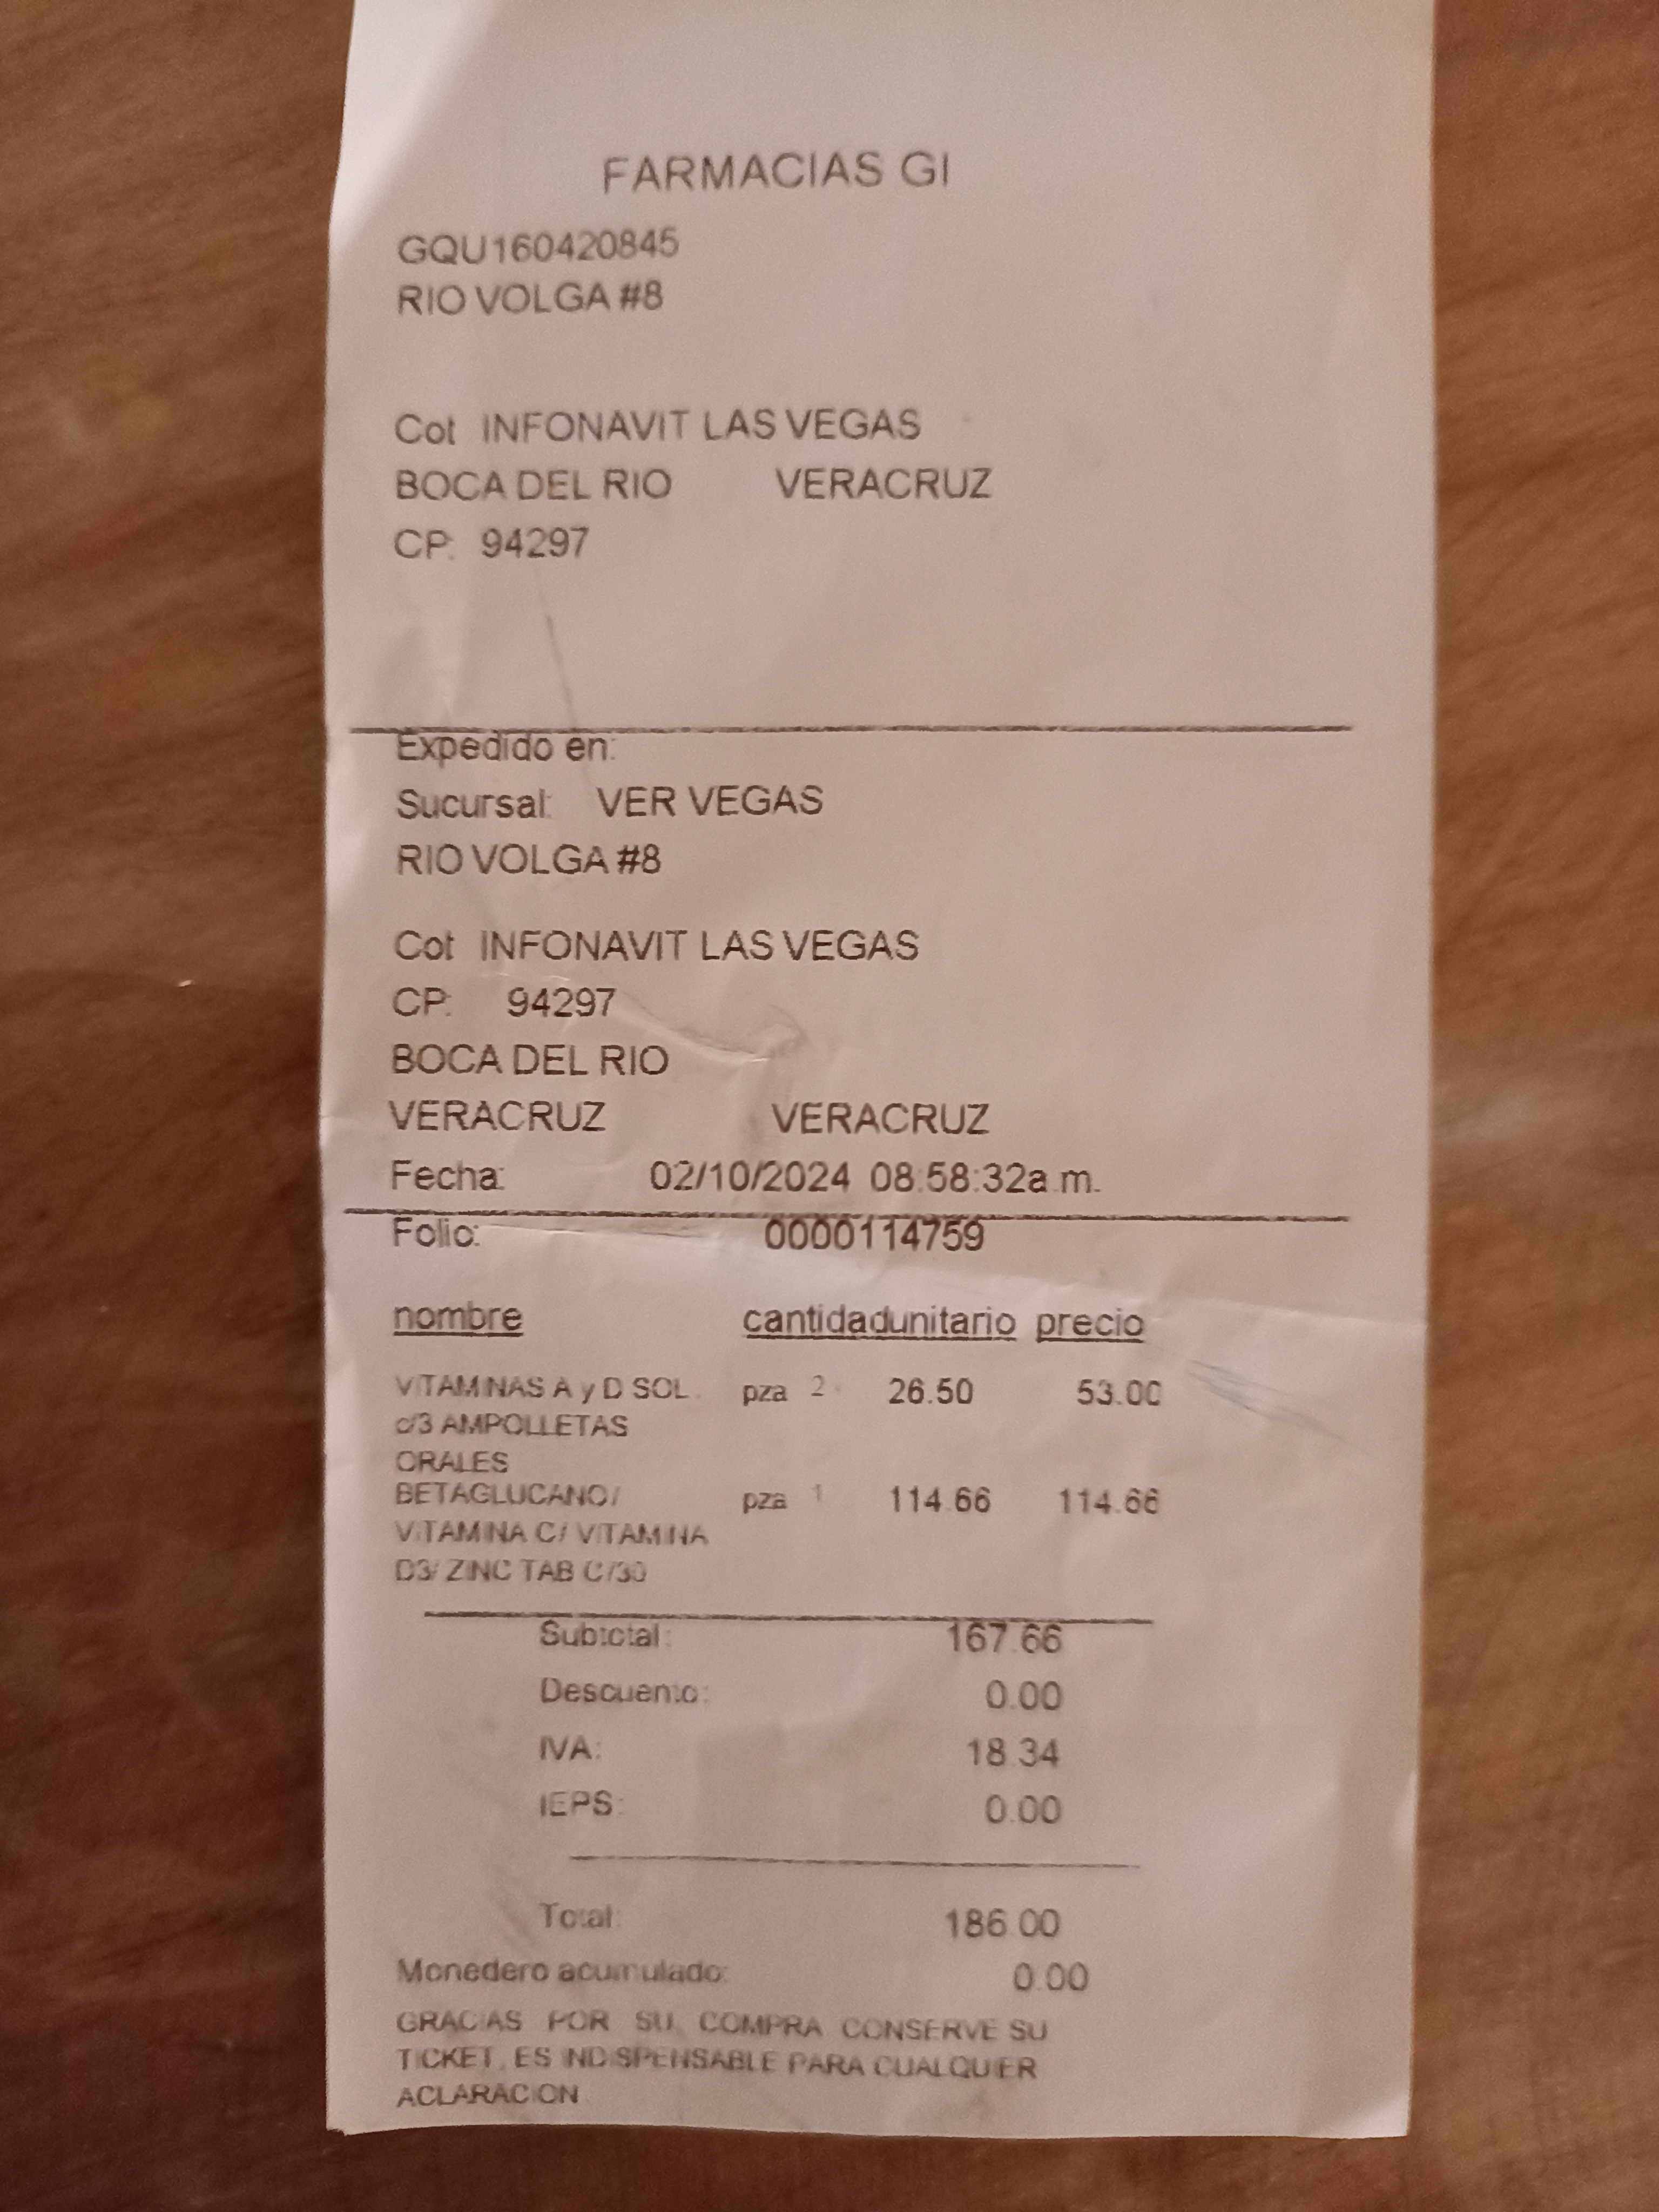 FARMACIAS GI
GQU160420845
RIO VOLGA #8
Col: INFONAVIT LAS VEGAS
BOCA DEL RIO VERACRUZ
CP: 94297
Expedido en:
Sucursal: VER VEGAS
RIO VOLGA #8
Col: INFONAVIT LAS VEGAS
CP: 94297
BOCA DEL RIO
VERACRUZ VERACRUZ
Fecha: 02/10/2024 08:58:32a.m.
Folio: 0000114759
nombre cantidad unitario precio
VITAMINAS A y D SOL. pza 2 26.50 53.00
c/3 AMPOLLETAS
ORALES
BETAGLUCANO/ pza 1 114.66 114.66
VITAMINA C/ VITAMINA
D3/ ZINC TAB C/30
Subtotal: 167.66
Descuento: 0.00
IVA: 18.34
IEPS: 0.00
Total: 186.00
Monedero acumulado: 0.00
GRACIAS POR SU COMPRA CONSERVE SU
TICKET, ES INDISPENSABLE PARA CUALQUIER
ACLARACION